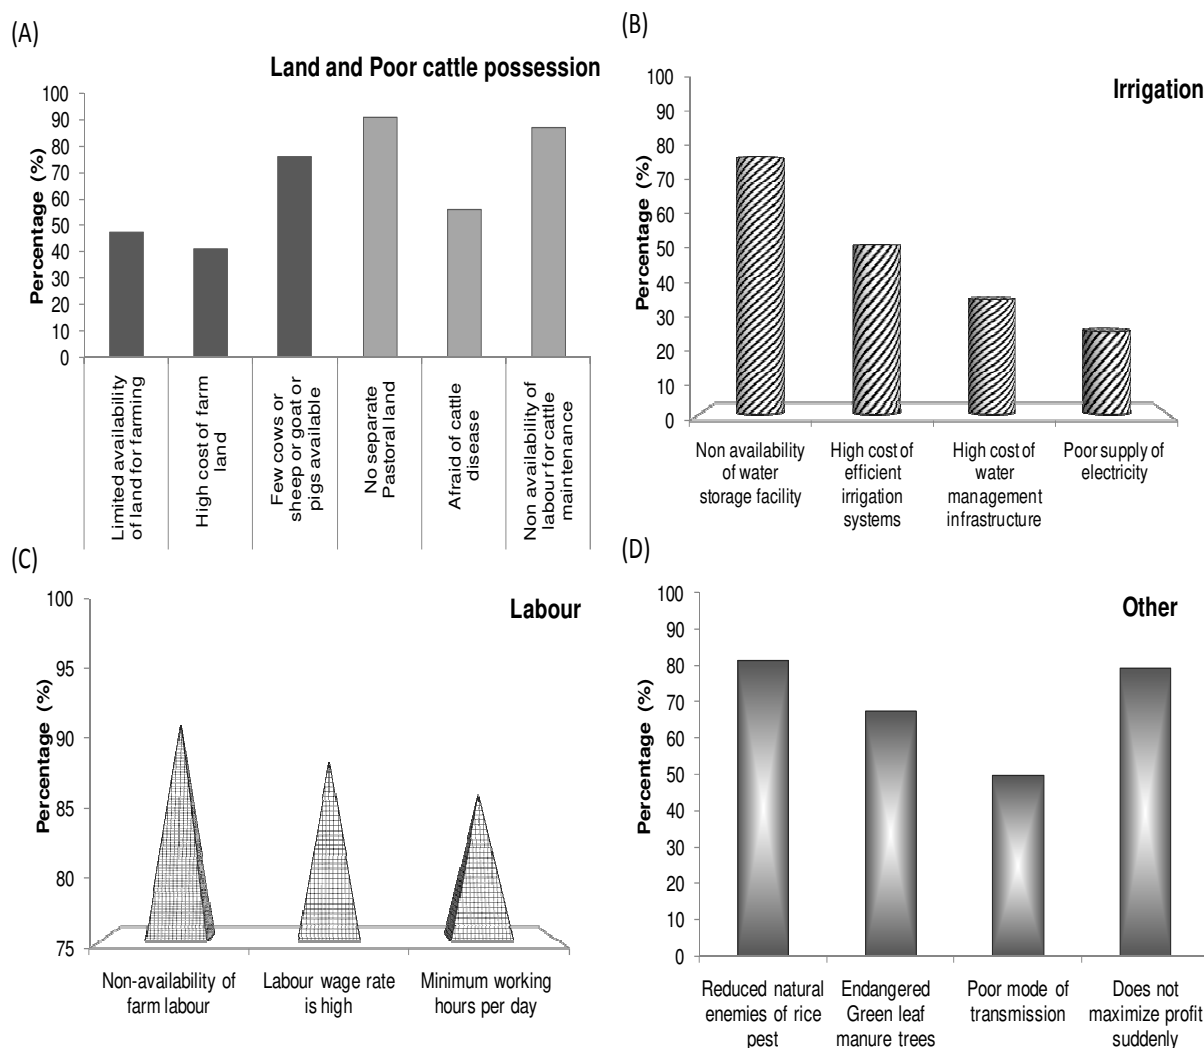 (A)
Land and Poor cattle possession
Percentage (%)
100
90
80
70
60
50
40
30
20
10
0
Limited availability
of land for farming
High cost of farm
land
Few cows or
sheep or goat or
pigs available
No separate
Pastoral land
Afraid of cattle
disease
Non availability of
labour for cattle
maintenance
(B)
Irrigation
Percentage (%)
100
90
80
70
60
50
40
30
20
10
0
Non availability
of water
storage facility
High cost of
efficient
irrigation
systems
High cost of
water
management
infrastructure
Poor supply of
electricity
(C)
Labour
Percentage (%)
100
95
90
85
80
75
Non-availability of
farm labour
Labour wage rate
is high
Minimum working
hours per day
(D)
Other
Percentage (%)
100
90
80
70
60
50
40
30
20
10
0
Reduced natural
enemies of rice
pest
Endangered
Green leaf
manure trees
Poor mode of
transmission
Does not
maximize profit
suddenly